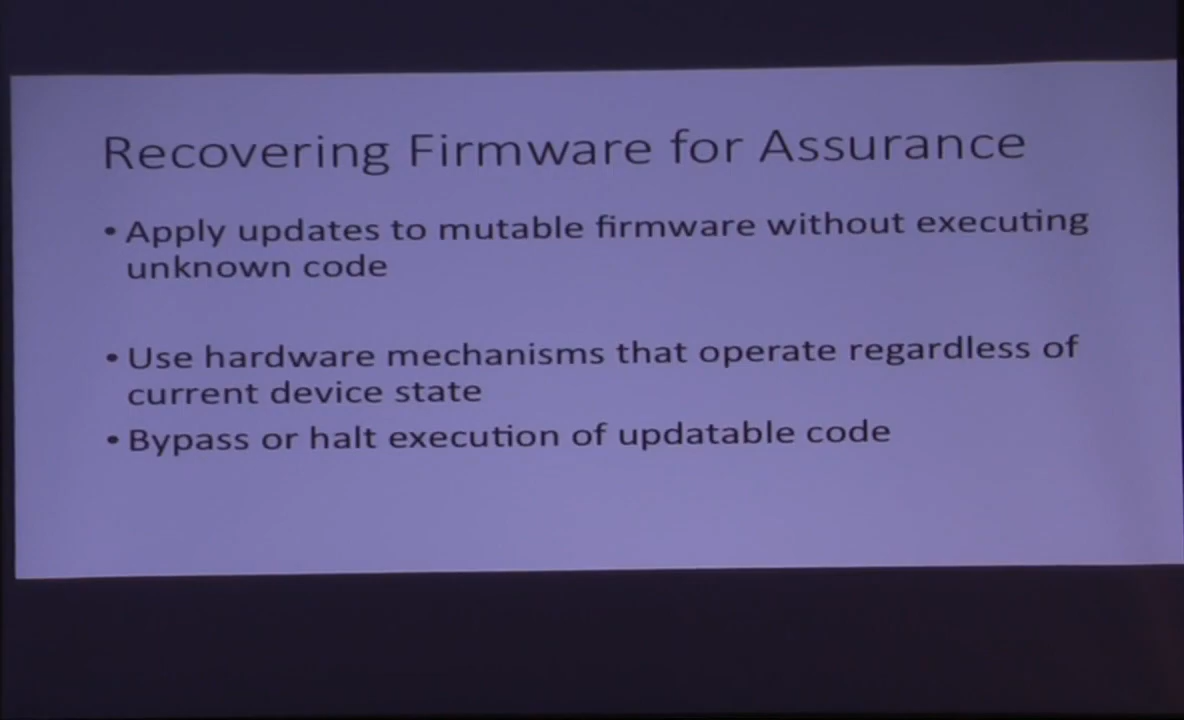 Recovering Firmware for Assurance
• Apply updates to mutable firmware without executing
unknown code
• Use hardware mechanisms that operate regardless of
current device state
• Bypass or halt execution of updatable code